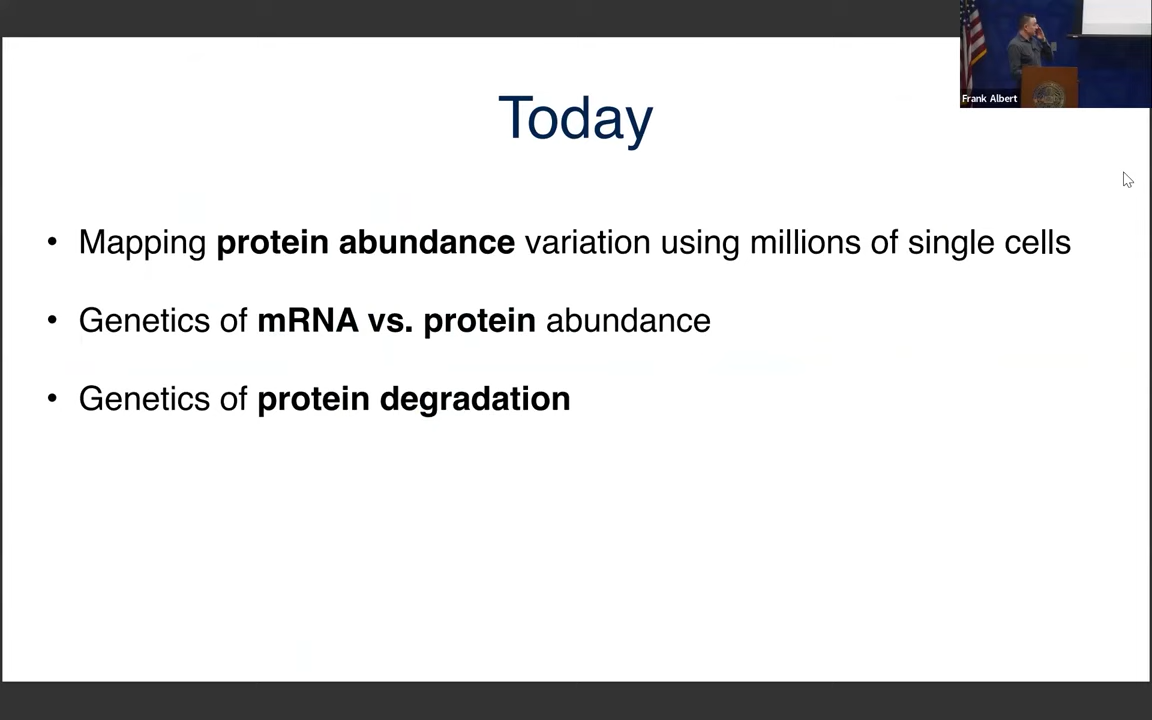 Today
Frank Albert
• Mapping protein abundance variation using millions of single cells
• Genetics of mRNA vs. protein abundance
• Genetics of protein degradation